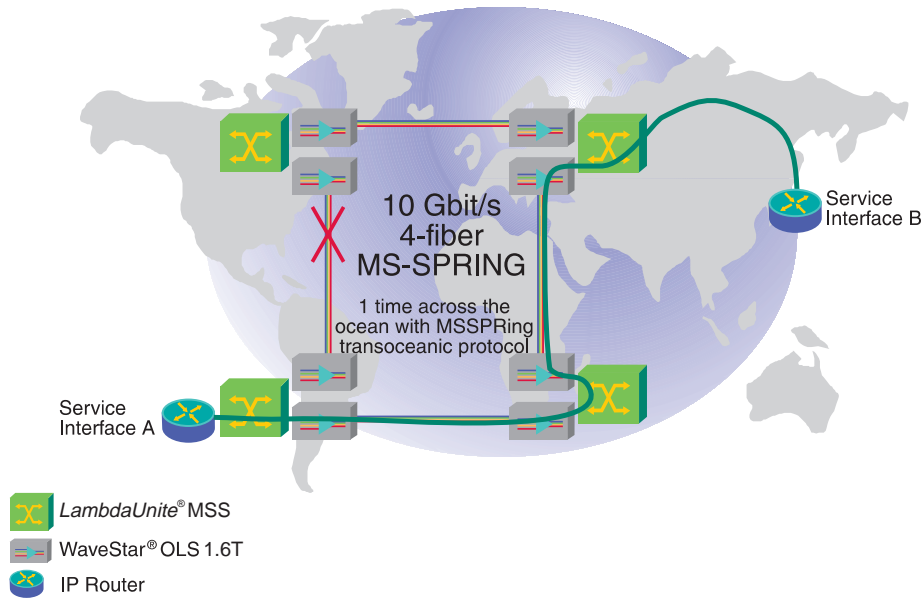 10 Gbit/s
4-fiber
MS-SPRING
1 time across the
ocean with MSSPRing
transoceanic protocol
Service
Interface B
Service
Interface A
LambdaUnite® MSS
WaveStar® OLS 1.6T
IP Router